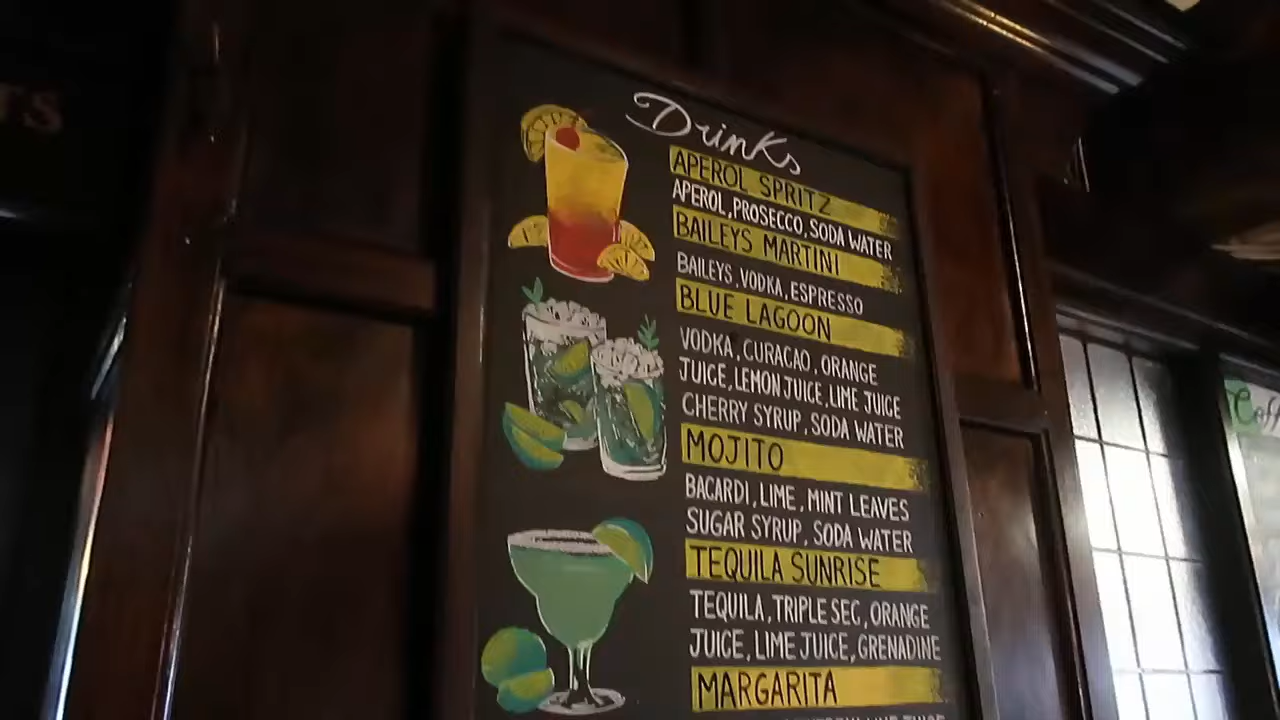 Drinks
APEROL SPRITZ
APEROL, PROSECCO, SODA WATER
BAILEYS MARTINI
BAILEYS, VODKA, ESPRESSO
BLUE LAGOON
VODKA, CURACAO, ORANGE
JUICE, LEMON JUICE, LIME JUICE
CHERRY SYRUP, SODA WATER
MOJITO
BACARDI, LIME, MINT LEAVES
SUGAR SYRUP, SODA WATER
TEQUILA SUNRISE
TEQUILA, TRIPLE SEC, ORANGE
JUICE, LIME JUICE, GRENADINE
MARGARITA